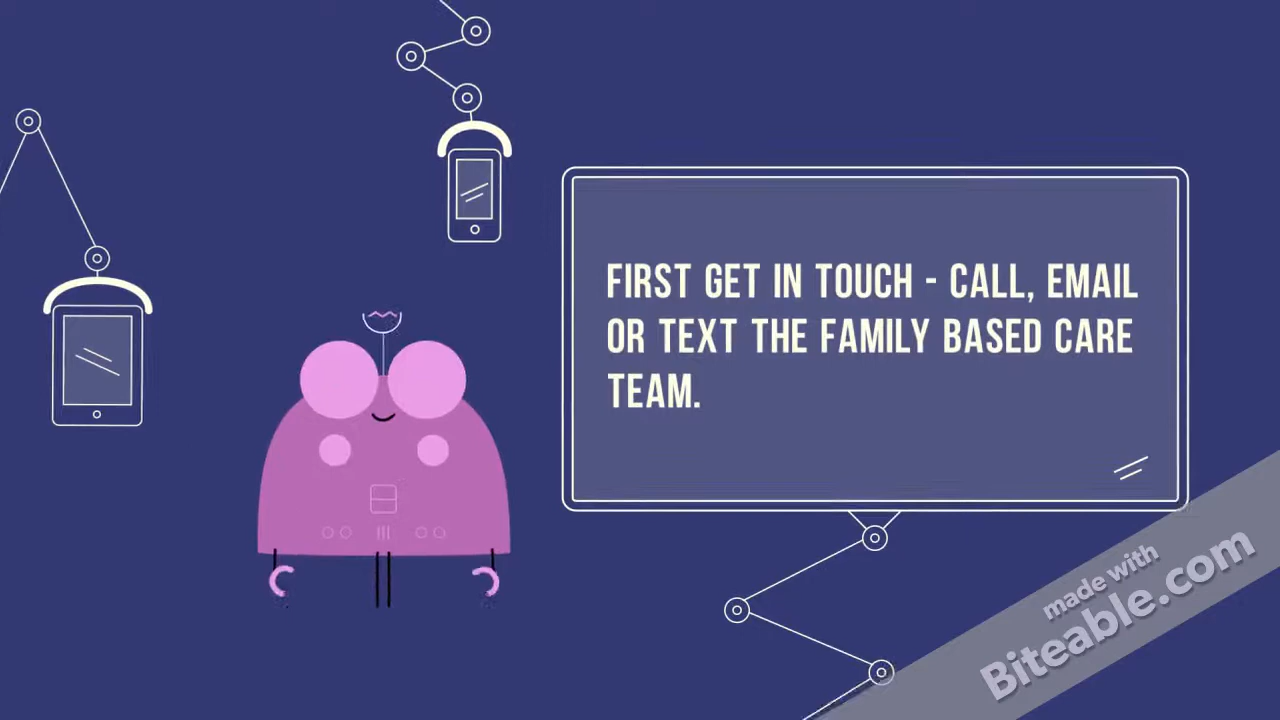 FIRST GET IN TOUCH - CALL, EMAIL
OR TEXT THE FAMILY BASED CARE
TEAM.
made with
Biteable.com